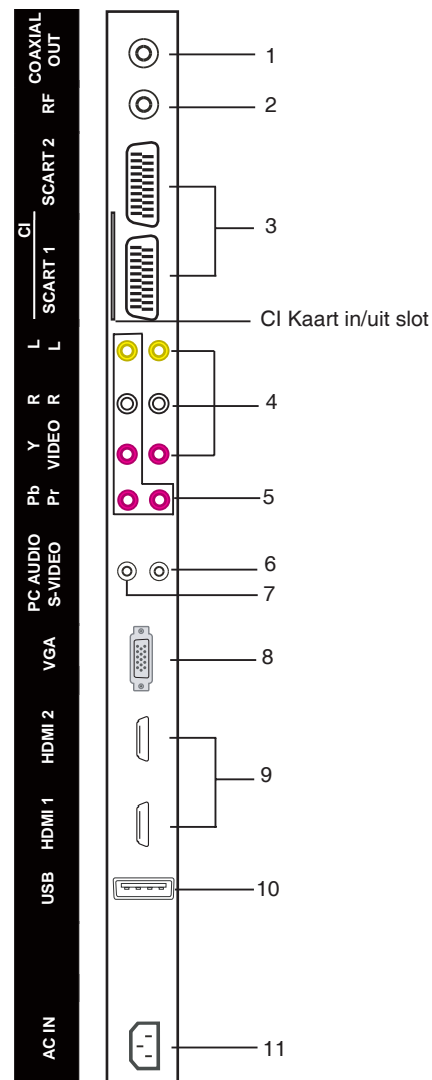 COAXIAL
OUT
1
RF
2
SCART 2
3
CI
SCART 1
CI Kaart in/uit slot
L
L
R
R
4
Y
VIDEO
Pb
Pr
5
PC AUDIO
S-VIDEO
6
7
VGA
8
HDMI 2
9
HDMI 1
USB
10
AC IN
11